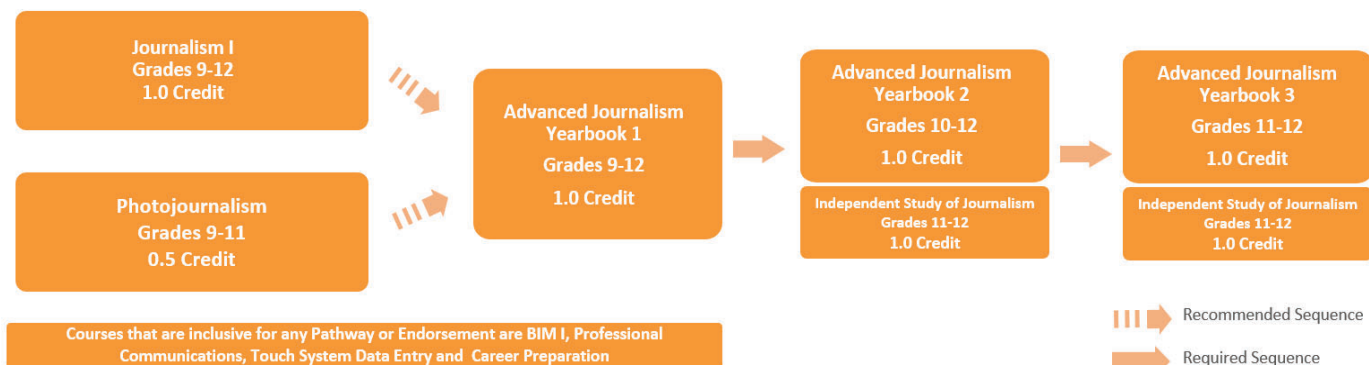 Journalism I
Grades 9-12
1.0 Credit
Photojournalism
Grades 9-11
0.5 Credit
Advanced Journalism
Yearbook 1
Grades 9-12
1.0 Credit
Advanced Journalism
Yearbook 2
Grades 10-12
1.0 Credit
Independent Study of Journalism
Grades 11-12
1.0 Credit
Advanced Journalism
Yearbook 3
Grades 11-12
1.0 Credit
Independent Study of Journalism
Grades 11-12
1.0 Credit
Courses that are inclusive for any Pathway or Endorsement are BIM I, Professional
Communications, Touch System Data Entry and Career Preparation
Recommended Sequence
Required Sequence